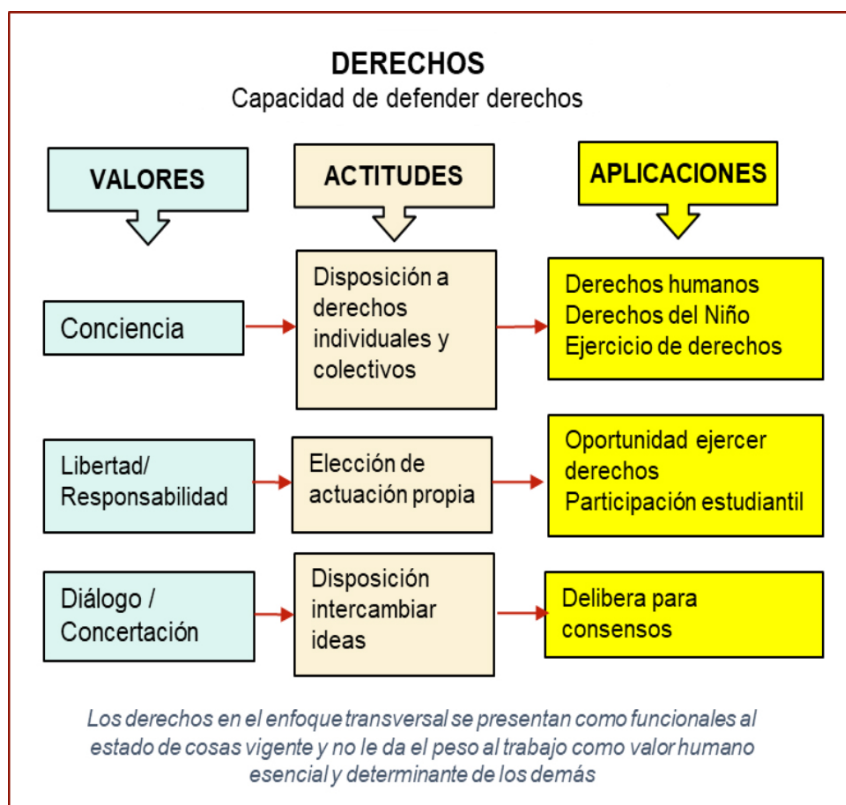 DERECHOS
Capacidad de defender derechos
VALORES
ACTITUDES
APLICACIONES
Conciencia
Disposición a
derechos
individuales y
colectivos
Derechos humanos
Derechos del Niño
Ejercicio de derechos
Libertad/
Responsabilidad
Elección de
actuación propia
Oportunidad ejercer
derechos
Participación estudiantil
Diálogo /
Concertación
Disposición
intercambiar
ideas
Delibera para
consensos
Los derechos en el enfoque transversal se presentan como funcionales al
estado de cosas vigente y no le da el peso al trabajo como valor humano
esencial y determinante de los demás